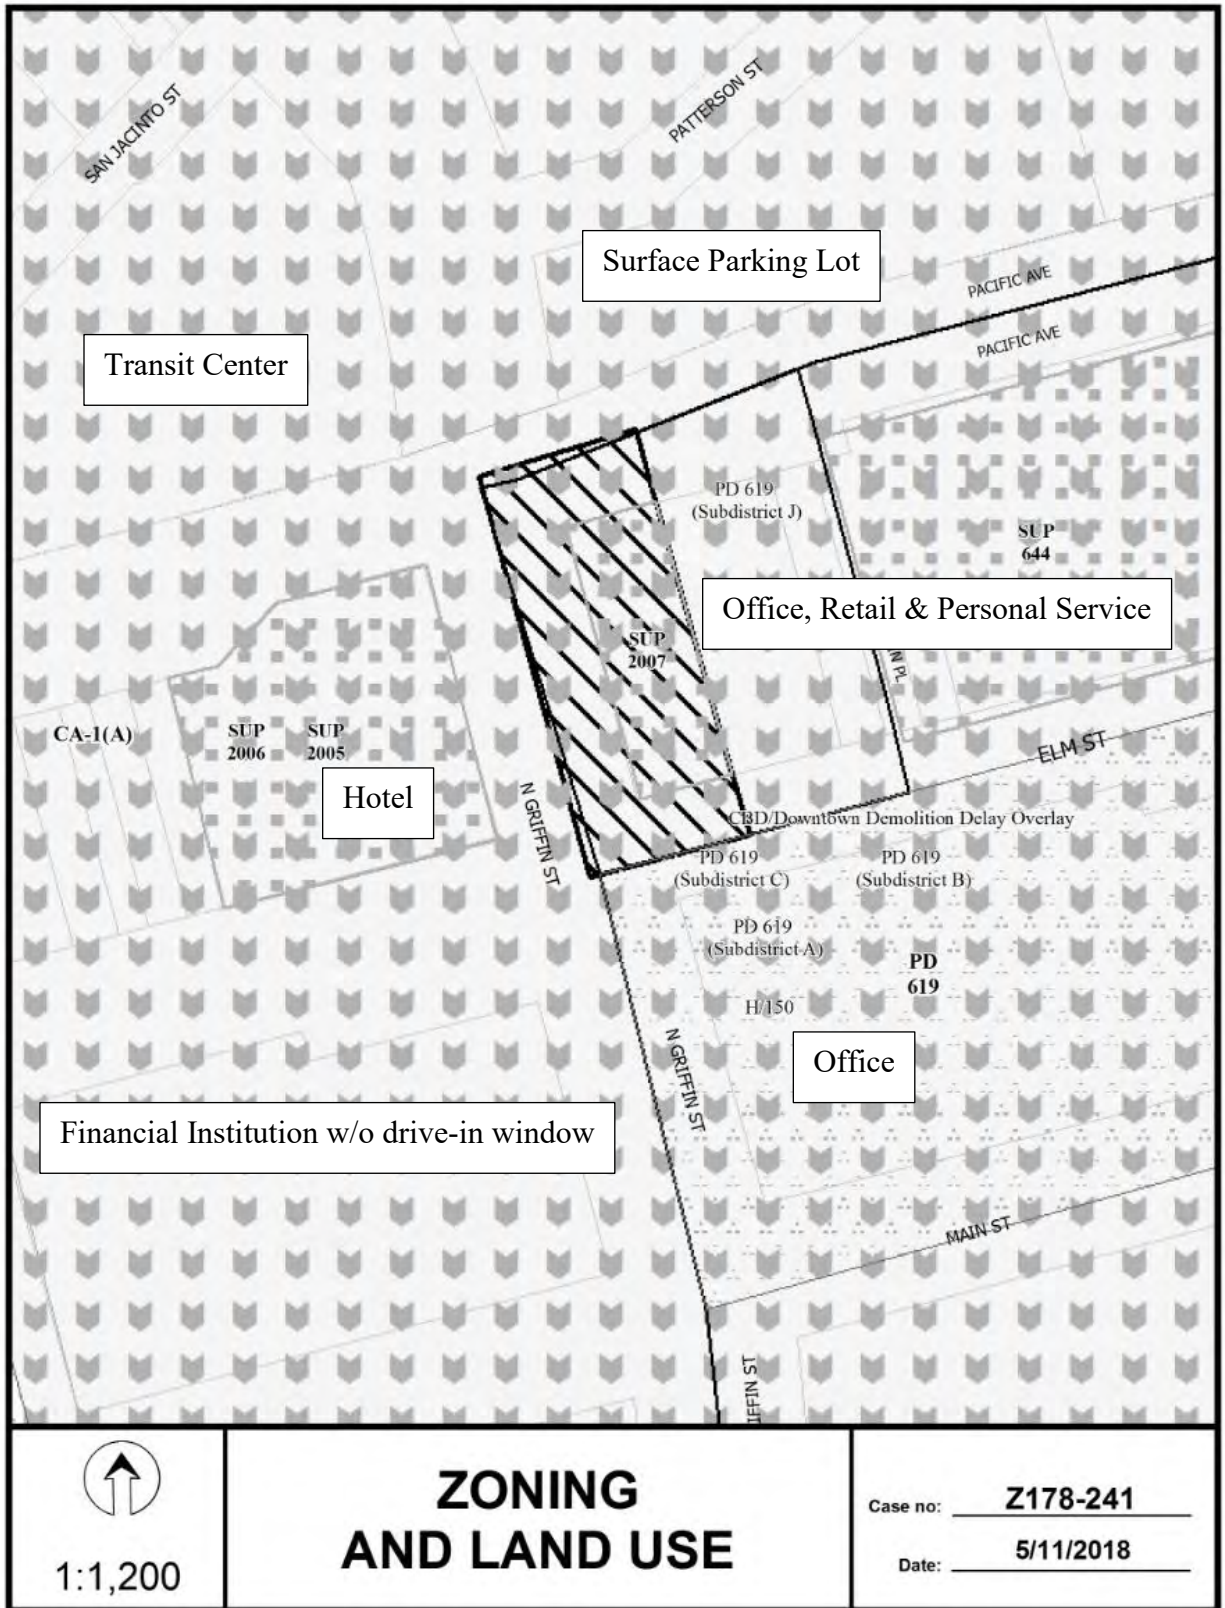 SAN JACINTO ST
PATTERSON ST
Surface Parking Lot
PACIFIC AVE
PACIFIC AVE
Transit Center
PD 619
(Subdistrict J)
SUP
644
Office, Retail & Personal Service
SUP
2007
N PL
CA-1(A)
SUP
2006
SUP
2005
Hotel
N GRIFFIN ST
ELM ST
CBD/Downtown Demolition Delay Overlay
PD 619
(Subdistrict C)
PD 619
(Subdistrict B)
PD 619
(Subdistrict A)
PD
619
H/150
N GRIFFIN ST
Office
Financial Institution w/o drive-in window
MAIN ST
IFFIN ST
1:1,200
ZONING
AND LAND USE
Case no: Z178-241
Date: 5/11/2018